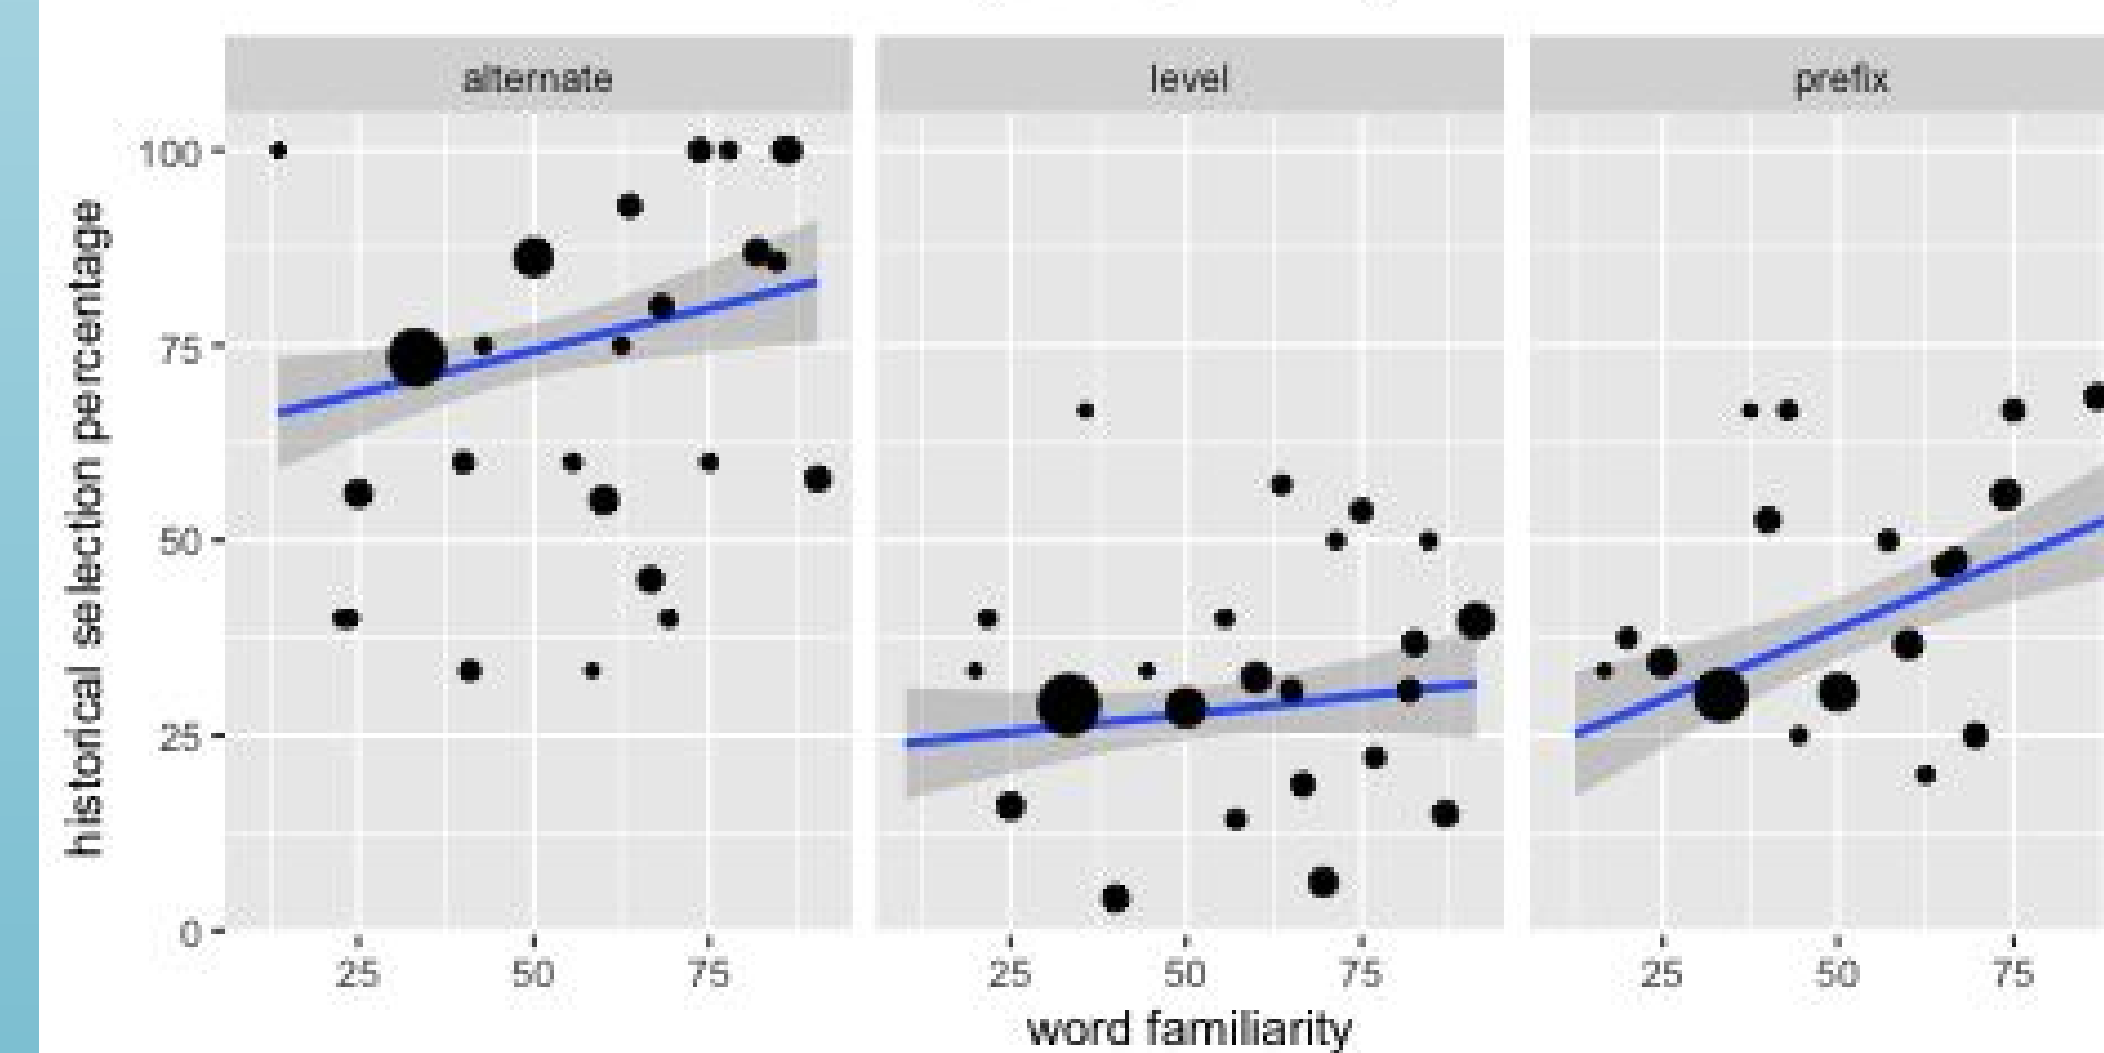 alternate level prefix
100
75
50
25
0
25 50 75 25 50 75 25 50 75
word familiarity
historical selection percentage